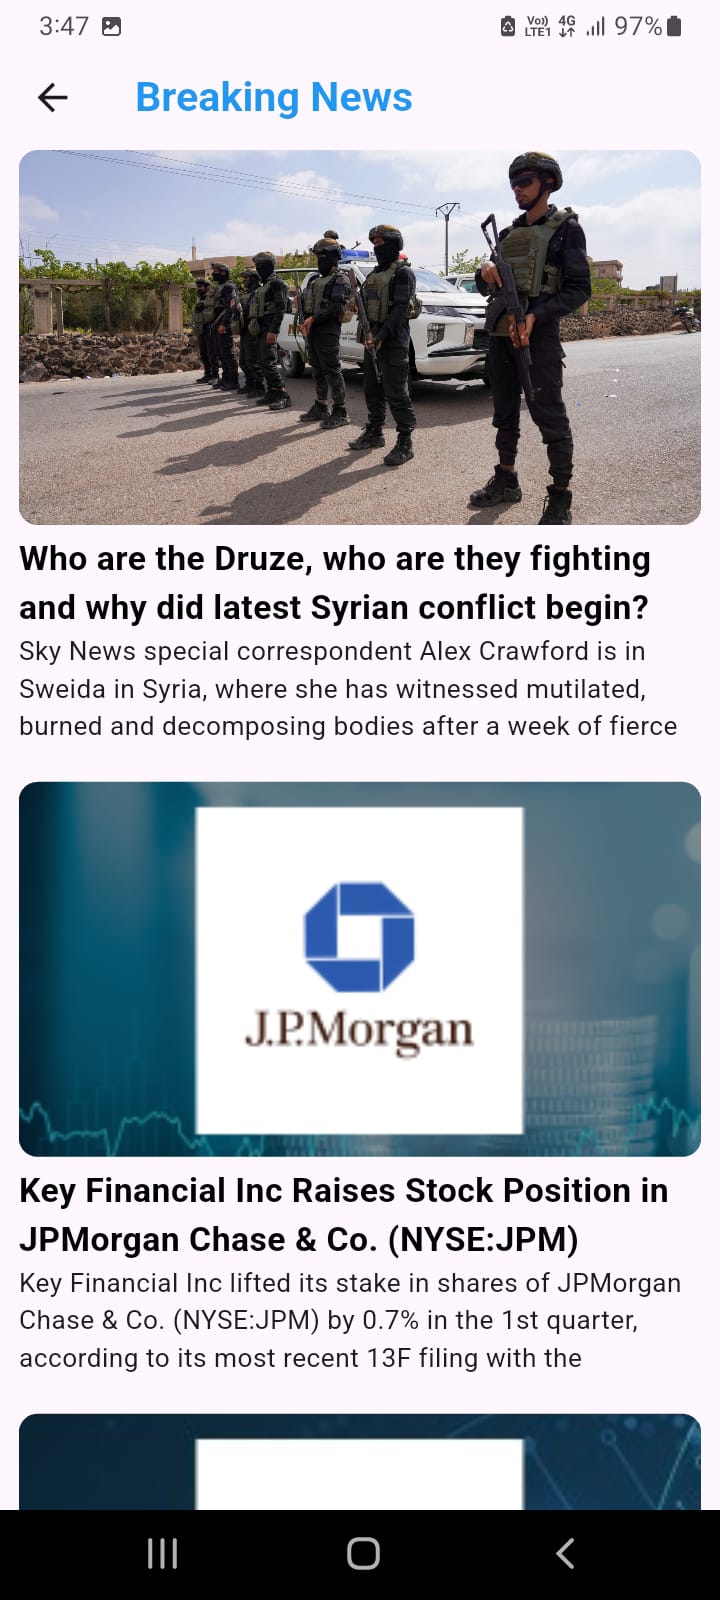 3:47
Vo))
LTE1
4G
97%
Breaking News
Who are the Druze, who are they fighting
and why did latest Syrian conflict begin?
Sky News special correspondent Alex Crawford is in
Sweida in Syria, where she has witnessed mutilated,
burned and decomposing bodies after a week of fierce
J.P.Morgan
Key Financial Inc Raises Stock Position in
JPMorgan Chase & Co. (NYSE:JPM)
Key Financial Inc lifted its stake in shares of JPMorgan
Chase & Co. (NYSE:JPM) by 0.7% in the 1st quarter,
according to its most recent 13F filing with the